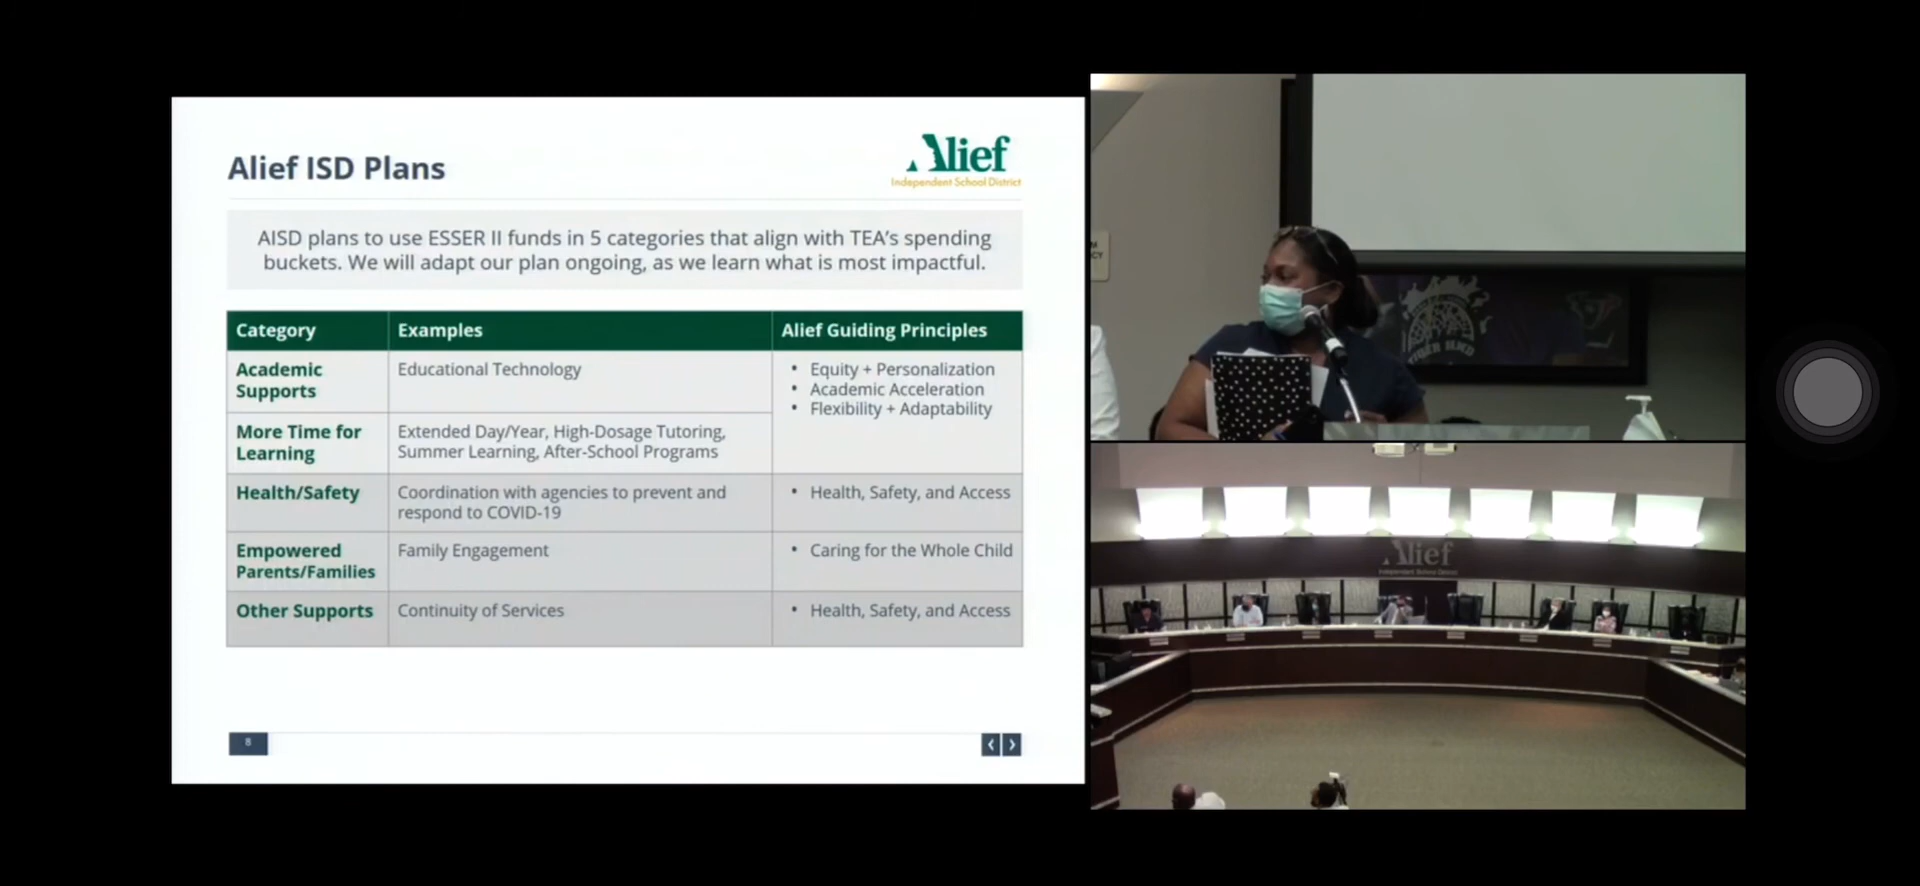 Alief ISD Plans
Alief
Independent School District
AISD plans to use ESSER II funds in 5 categories that align with TEA's spending
buckets. We will adapt our plan ongoing, as we learn what is most impactful.
Category Examples Alief Guiding Principles
Academic
Supports
Educational Technology
• Equity + Personalization
• Academic Acceleration
• Flexibility + Adaptability
More Time for
Learning
Extended Day/Year, High-Dosage Tutoring,
Summer Learning, After-School Programs
Health/Safety
Coordination with agencies to prevent and
respond to COVID-19
• Health, Safety, and Access
Empowered
Parents/Families
Family Engagement
• Caring for the Whole Child
Other Supports
Continuity of Services
• Health, Safety, and Access
8
Alief
Independent School District